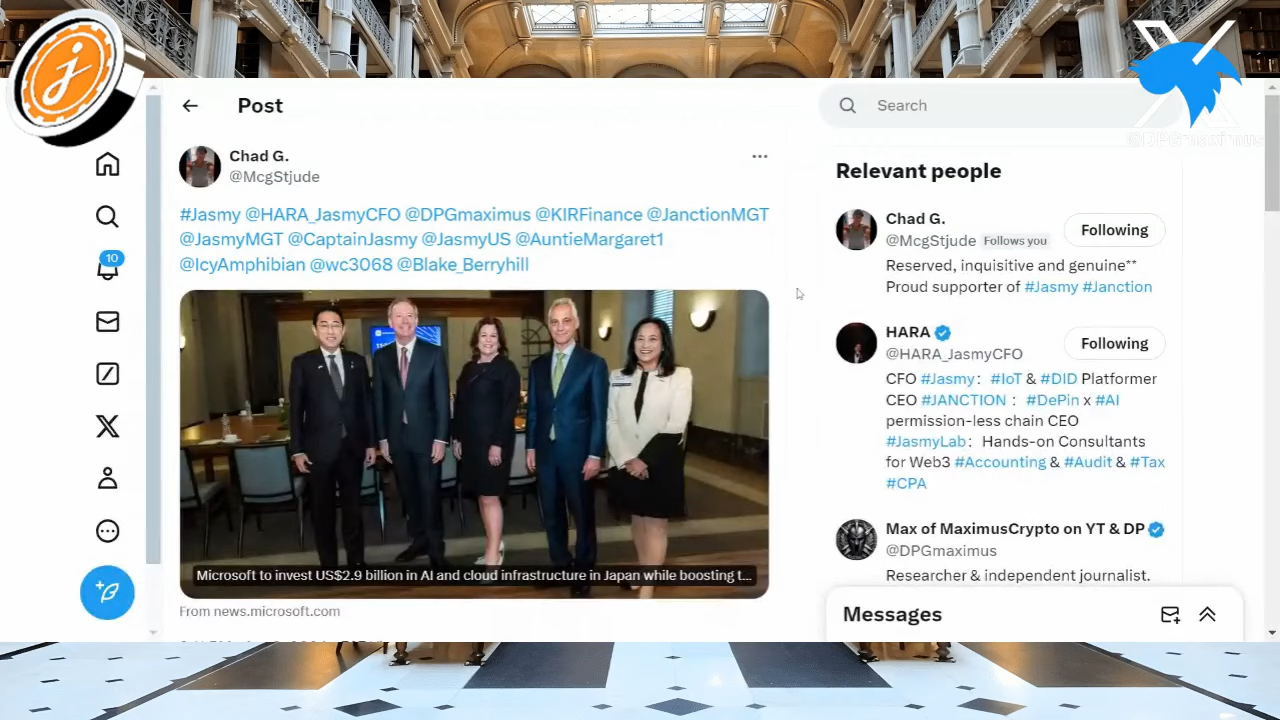 @DPGmaximus
Post
Search
Chad G.
@McgStjude
#Jasmy @HARA_JasmyCFO @DPGmaximus @KIRFinance @JanctionMGT
@JasmyMGT @CaptainJasmy @JasmyUS @AuntieMargaret1
@IcyAmphibian @wc3068 @Blake_Berryhill
10
Microsoft to invest US$2.9 billion in AI and cloud infrastructure in Japan while boosting t...
From news.microsoft.com
Relevant people
Chad G.
@McgStjude Follows you
Following
Reserved, inquisitive and genuine**
Proud supporter of #Jasmy #Janction
HARA
@HARA_JasmyCFO
Following
CFO #Jasmy： #IoT & #DID Platformer
CEO #JANCTION： #DePin x #AI
permission-less chain CEO
#JasmyLab： Hands-on Consultants
for Web3 #Accounting & #Audit & #Tax
#CPA
Max of MaximusCrypto on YT & DP
@DPGmaximus
Researcher & independent journalist.
Messages